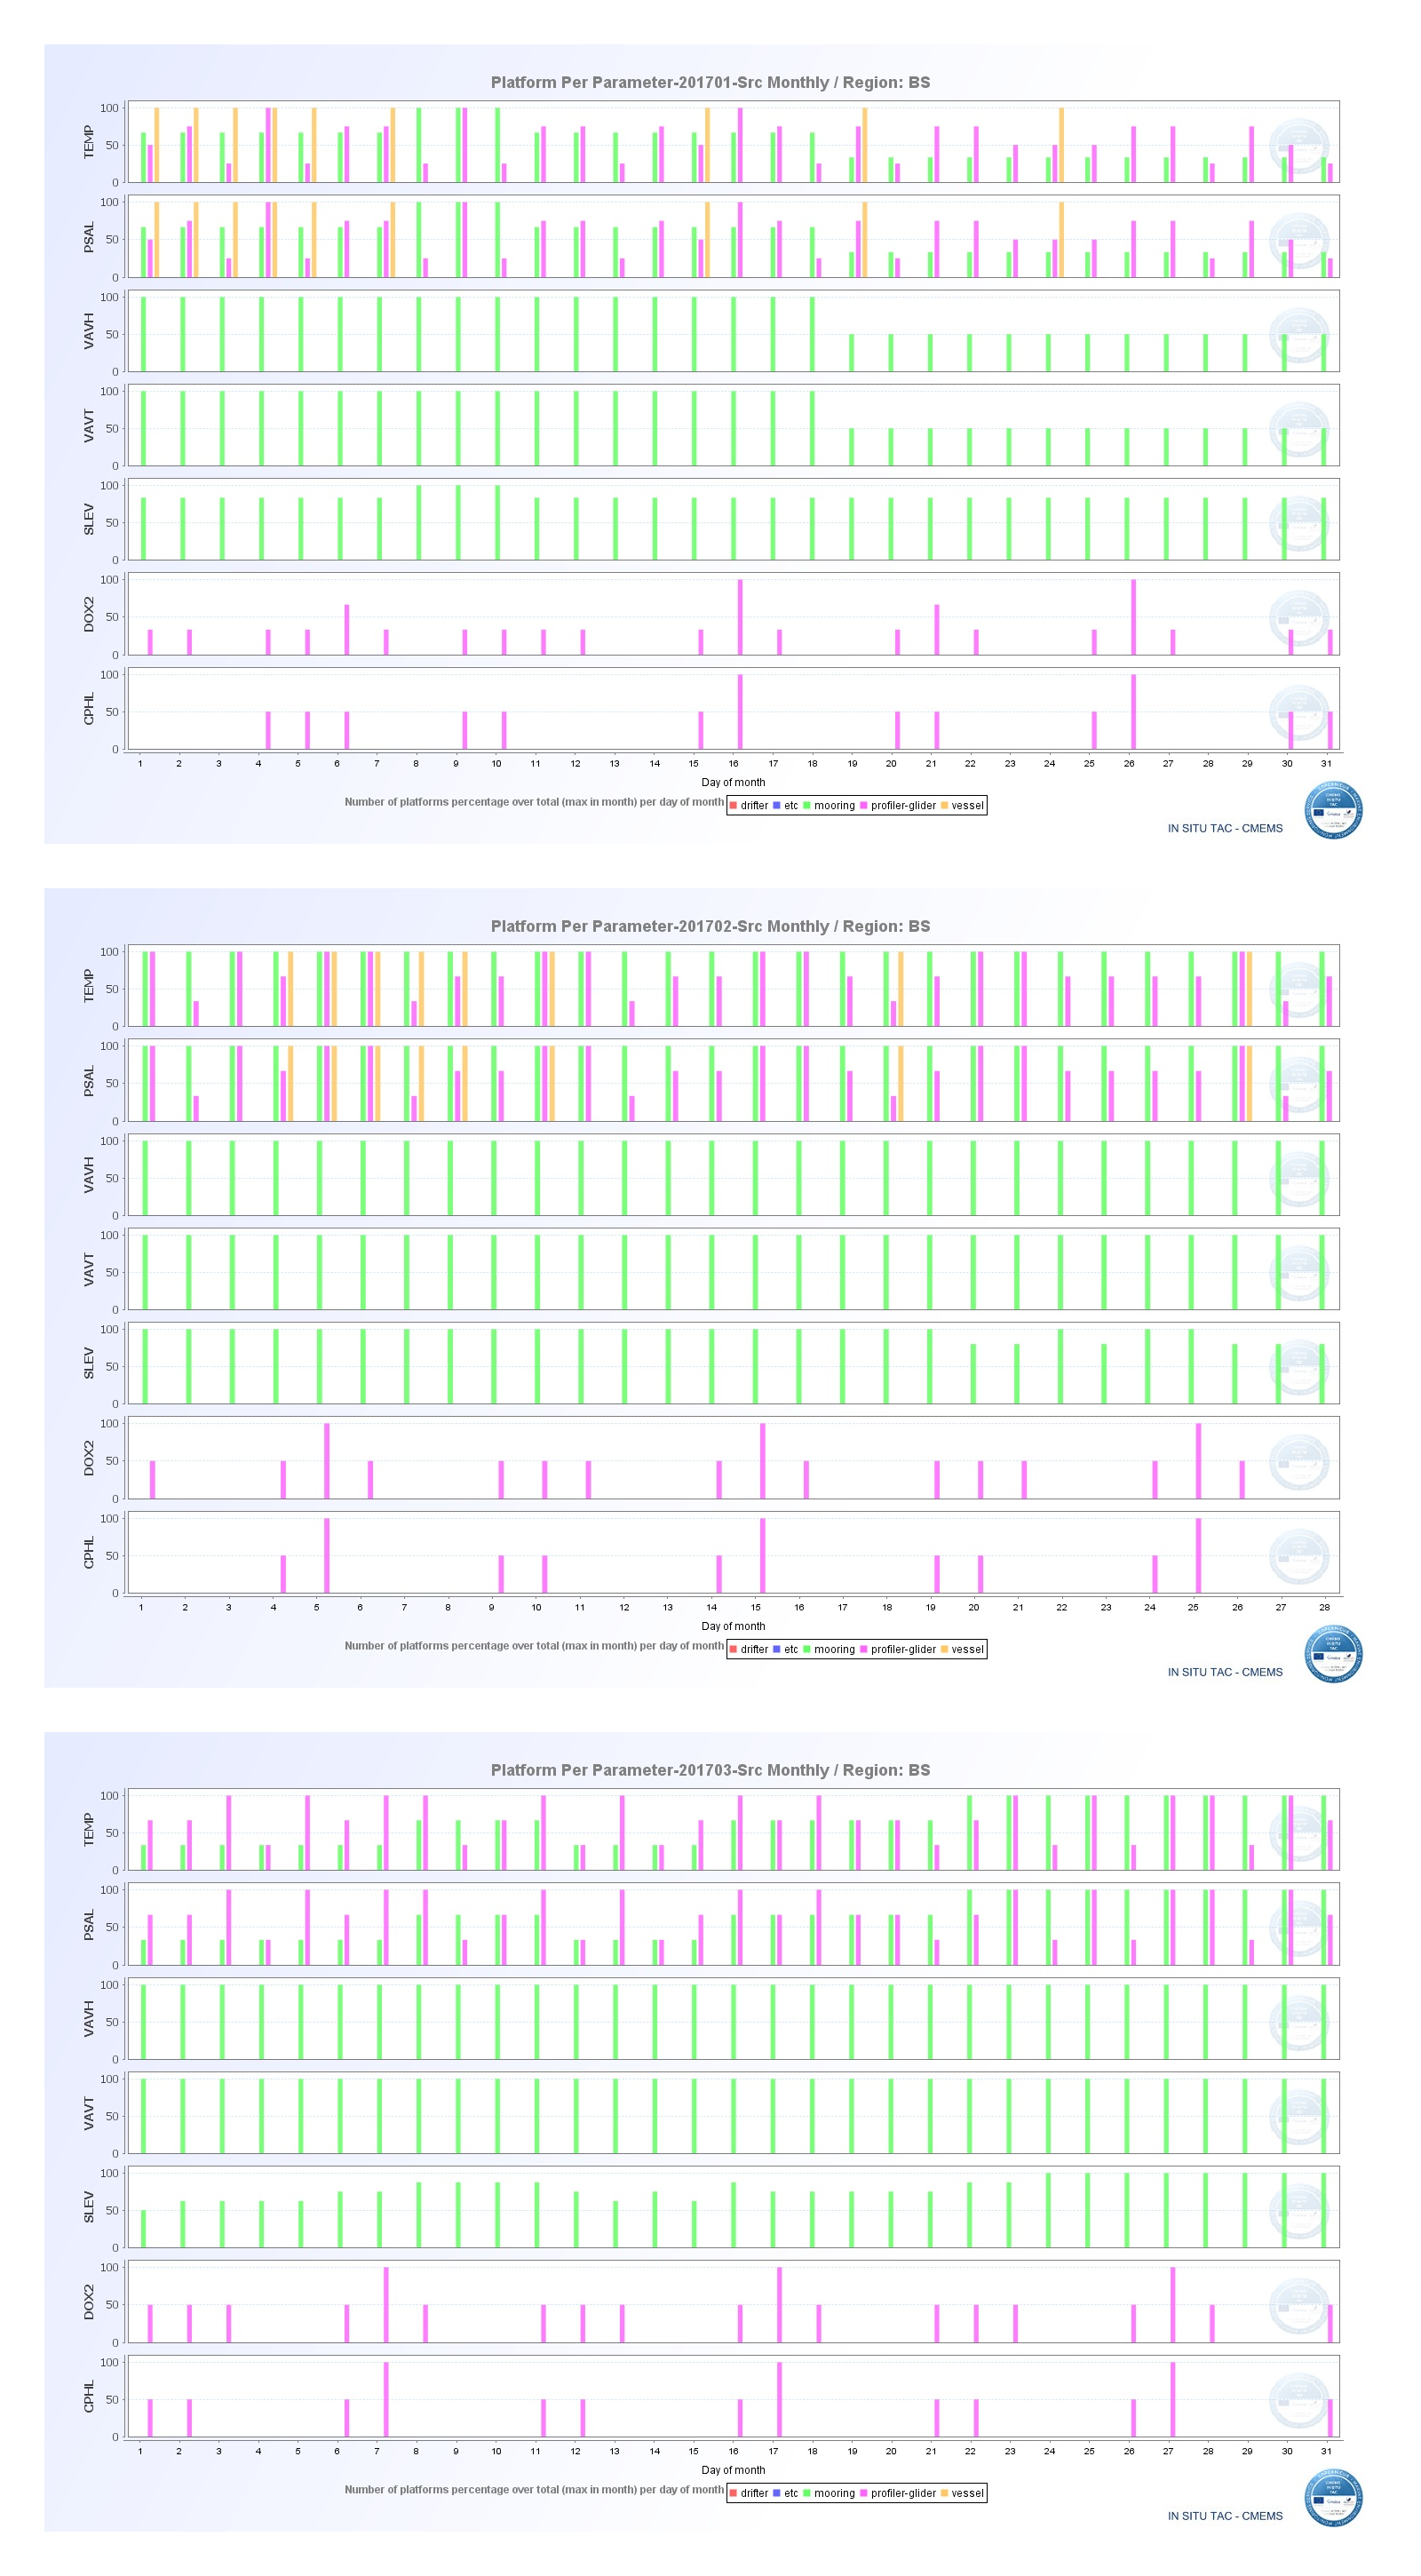 Platform Per Parameter-201701-Src Monthly / Region: BS
TEMP
100
50
0
PSAL
100
50
0
VAVH
100
50
0
VAVT
100
50
0
SLEV
100
50
0
DOX2
100
50
0
CPHL
100
50
0
1 2 3 4 5 6 7 8 9 10 11 12 13 14 15 16 17 18 19 20 21 22 23 24 25 26 27 28 29 30 31
Day of month
Number of platforms percentage over total (max in month) per day of month drifter etc mooring profiler-glider vessel
IN SITU TAC - CMEMS
Platform Per Parameter-201702-Src Monthly / Region: BS
TEMP
100
50
0
PSAL
100
50
0
VAVH
100
50
0
VAVT
100
50
0
SLEV
100
50
0
DOX2
100
50
0
CPHL
100
50
0
1 2 3 4 5 6 7 8 9 10 11 12 13 14 15 16 17 18 19 20 21 22 23 24 25 26 27 28
Day of month
Number of platforms percentage over total (max in month) per day of month drifter etc mooring profiler-glider vessel
IN SITU TAC - CMEMS
Platform Per Parameter-201703-Src Monthly / Region: BS
TEMP
100
50
0
PSAL
100
50
0
VAVH
100
50
0
VAVT
100
50
0
SLEV
100
50
0
DOX2
100
50
0
CPHL
100
50
0
1 2 3 4 5 6 7 8 9 10 11 12 13 14 15 16 17 18 19 20 21 22 23 24 25 26 27 28 29 30 31
Day of month
Number of platforms percentage over total (max in month) per day of month drifter etc mooring profiler-glider vessel
IN SITU TAC - CMEMS